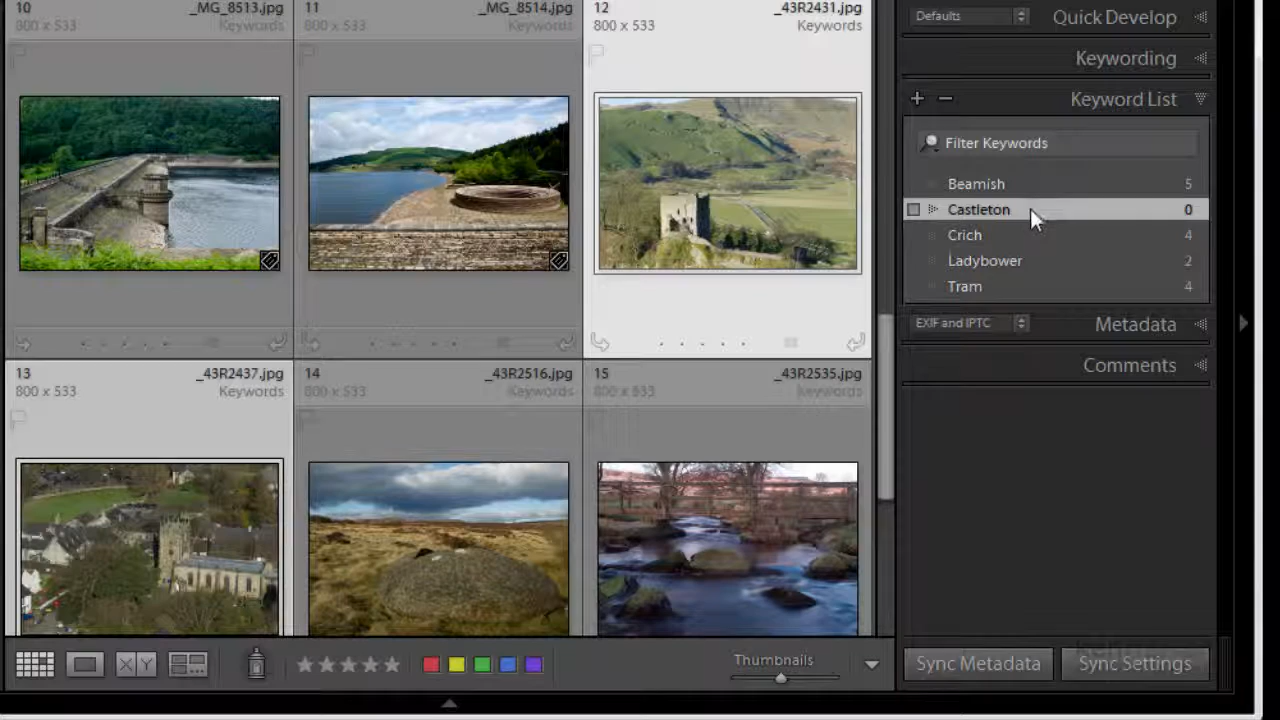 10 _MG_8513.jpg
800 x 533 Keywords
11 _MG_8514.jpg
800 x 533 Keywords
12 _43R2431.jpg
800 x 533 Keywords
13 _43R2437.jpg
800 x 533 Keywords
14 _43R2516.jpg
800 x 533 Keywords
15 _43R2535.jpg
800 x 533 Keywords
Thumbnails
Defaults Quick Develop
Keywording
+ − Keyword List
Filter Keywords
Beamish 5
Castleton 0
Crich 4
Ladybower 2
Tram 4
EXIF and IPTC Metadata
Comments
Sync Metadata Sync Settings